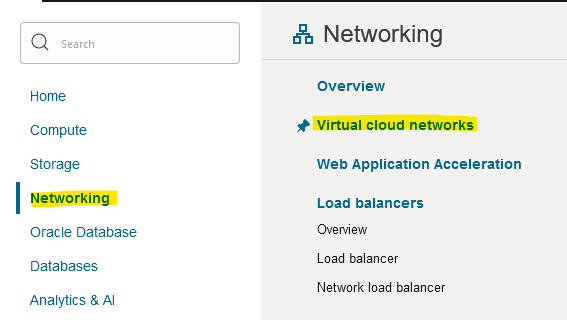 Search
Home
Compute
Storage
Networking
Oracle Database
Databases
Analytics & AI
Networking
Overview
Virtual cloud networks
Web Application Acceleration
Load balancers
Overview
Load balancer
Network load balancer